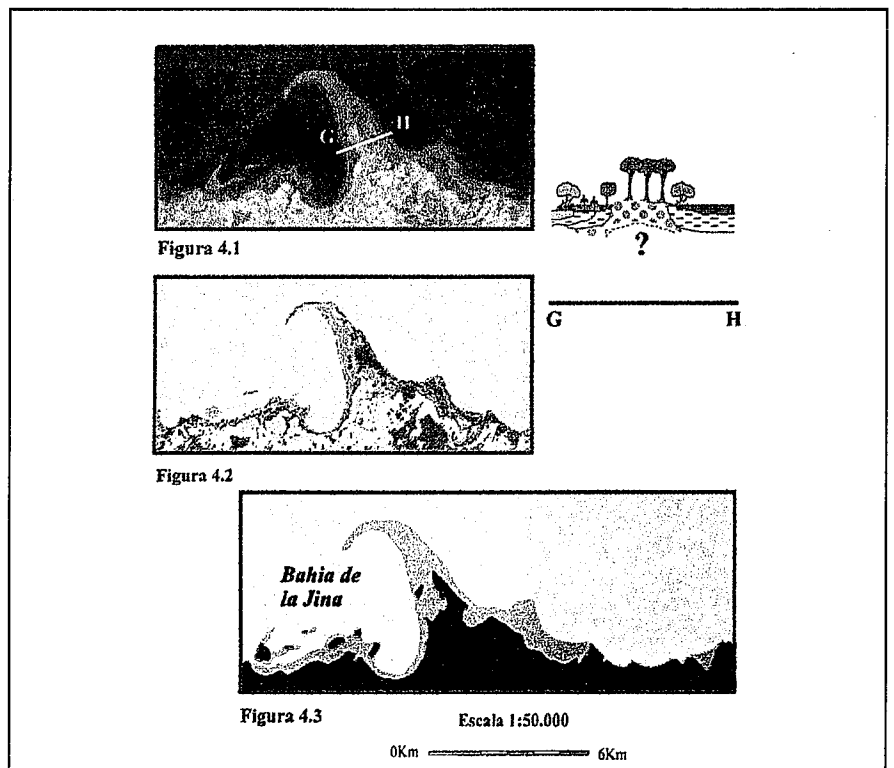 G
H
Figura 4.1
?
G H
Figura 4.2
Bahia de
la Jina
Figura 4.3
Escala 1:50.000
0Km 6Km